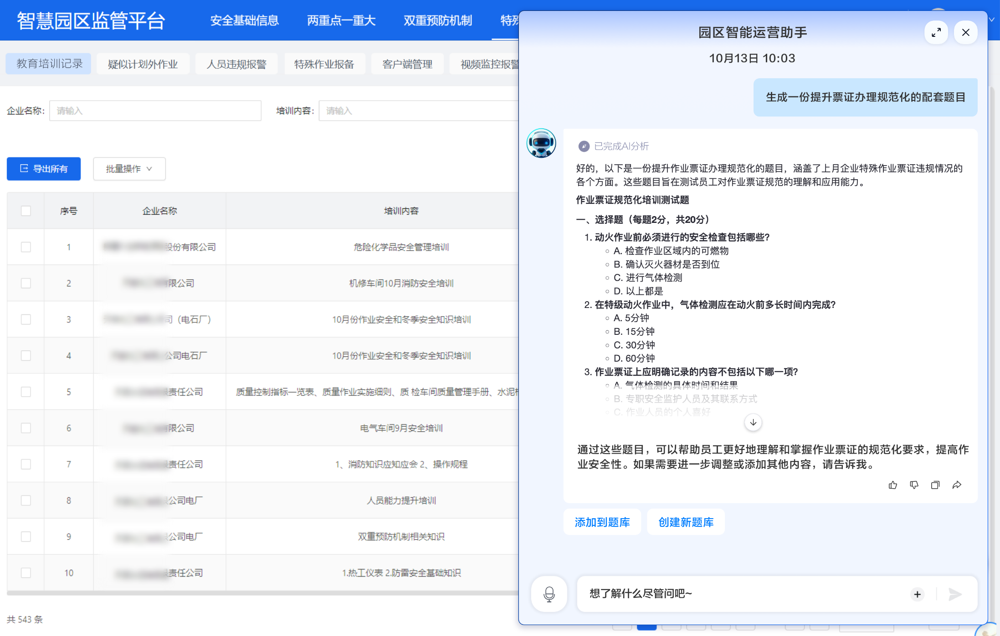 智慧园区监管平台
安全基础信息 两重点一重大 双重预防机制 特殊
教育培训记录 疑似计划外作业 人员违规报警 特殊作业报备 客户端管理 视频监控报警
企业名称: 请输入 培训内容: 请输入
导出所有 批量操作
序号 企业名称 培训内容
1 股份有限公司 危险化学品安全管理培训
2 有限公司 机修车间10月消防安全培训
3 司（电石厂） 10月份作业安全和冬季安全知识培训
4 公司电石厂 10月份作业安全和冬季安全知识培训
5 责任公司 质量控制指标一览表、质量作业实施细则、质 检车间质量管理手册、水泥
6 有限公司 电气车间9月安全培训
7 责任公司 1、消防知识应知应会 2、操作规程
8 公司电厂 人员能力提升培训
9 公司电厂 双重预防机制相关知识
10 责任公司 1.热工仪表 2.防雷安全基础知识
共 543 条
园区智能运营助手
10月13日 10:03
生成一份提升票证办理规范化的配套题目
已完成AI分析
好的，以下是一份提升作业票证办理规范化的题目，涵盖了上月企业特殊作业票证违规情况的
各个方面。这些题目旨在测试员工对作业票证规范的理解和应用能力。
作业票证规范化培训测试题
一、选择题（每题2分，共20分）
1. 动火作业前必须进行的安全检查包括哪些?
A. 检查作业区域内的可燃物
B. 确认灭火器材是否到位
C. 进行气体检测
D. 以上都是
2. 在特级动火作业中，气体检测应在动火前多长时间内完成?
A. 5分钟
B. 15分钟
C. 30分钟
D. 60分钟
3. 作业票证上应明确记录的内容不包括以下哪一项?
A. 气体检测的具体时间和结果
B. 专职安全监护人员及其联系方式
C. 作业人员的个人喜好
通过这些题目，可以帮助员工更好地理解和掌握作业票证的规范化要求，提高作
业安全性。如果需要进一步调整或添加其他内容，请告诉我。
添加到题库 创建新题库
想了解什么尽管问吧~